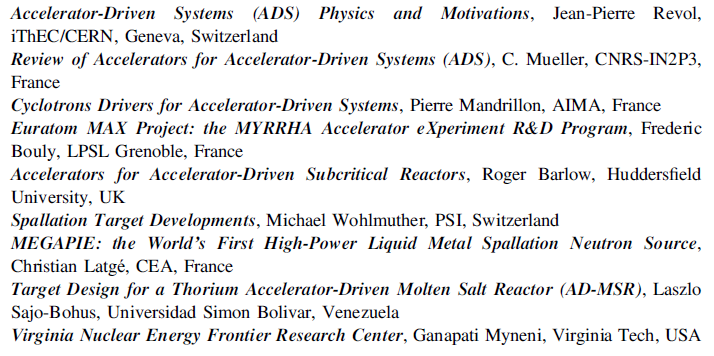 Accelerator-Driven Systems (ADS) Physics and Motivations, Jean-Pierre Revol,
iThEC/CERN, Geneva, Switzerland
Review of Accelerators for Accelerator-Driven Systems (ADS), C. Mueller, CNRS-IN2P3,
France
Cyclotrons Drivers for Accelerator-Driven Systems, Pierre Mandrillon, AIMA, France
Euratom MAX Project: the MYRRHA Accelerator eXperiment R&D Program, Frederic
Bouly, LPSL Grenoble, France
Accelerators for Accelerator-Driven Subcritical Reactors, Roger Barlow, Huddersfield
University, UK
Spallation Target Developments, Michael Wohlmuther, PSI, Switzerland
MEGAPIE: the World's First High-Power Liquid Metal Spallation Neutron Source,
Christian Latgé, CEA, France
Target Design for a Thorium Accelerator-Driven Molten Salt Reactor (AD-MSR), Laszlo
Sajo-Bohus, Universidad Simon Bolivar, Venezuela
Virginia Nuclear Energy Frontier Research Center, Ganapati Myneni, Virginia Tech, USA